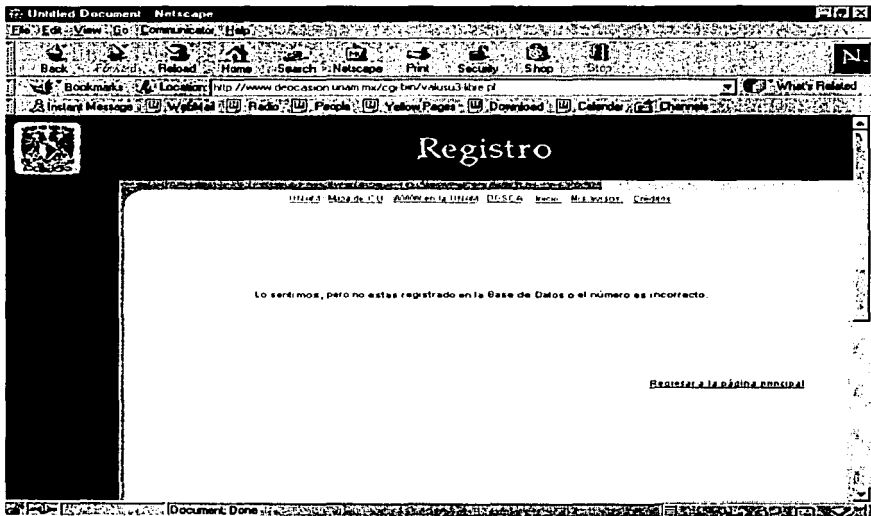 Untitled Document - Netscape
File Edit View Go Communicator Help
Back Forward Reload Home Search Netscape Print Security Shop Stop
Bookmarks Location: http://www.deocasion.unam.mx/cgi-bin/valusu3-libre.pl What's Related
Instant Message WebMail Radio People Yellow Pages Download Calendar Channels
Registro
UNAM Mapa de CU en la UNAM DGSCA Inicio Mis avisos Créditos
Lo sentimos, pero no estas registrado en la Base de Datos o el número es incorrecto.
Regresar a la página principal
Document: Done